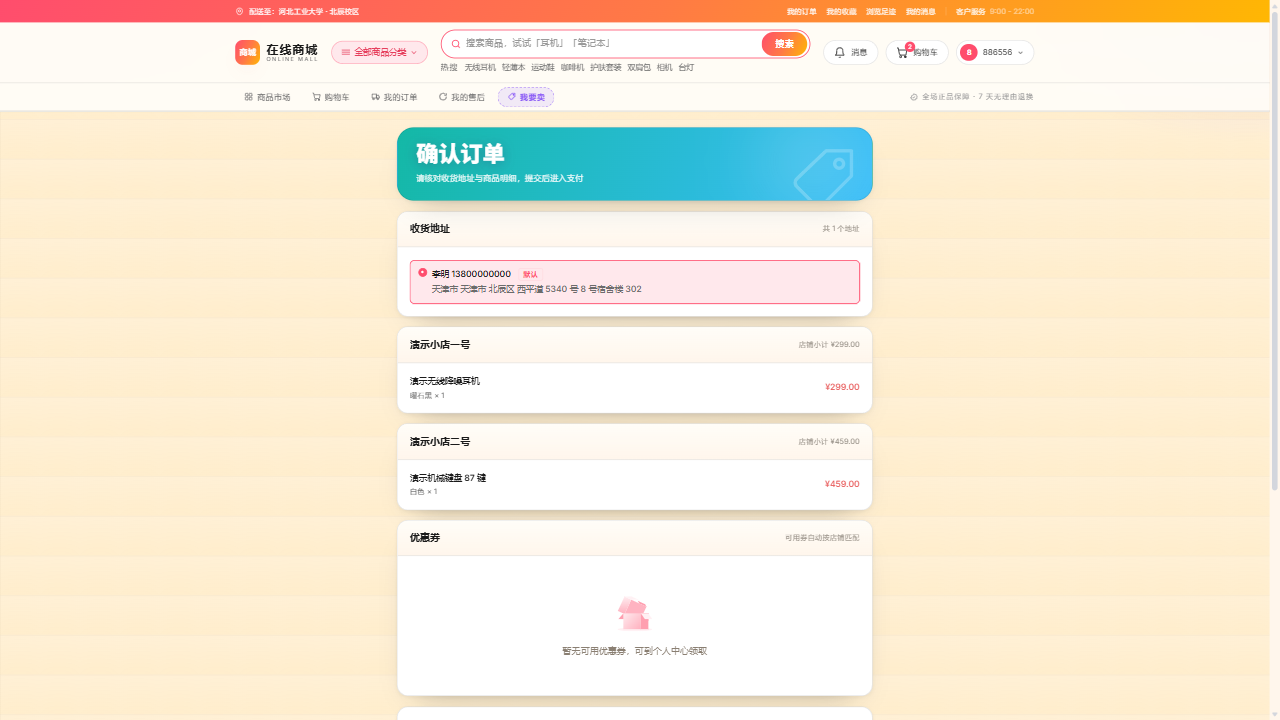 配送至：河北工业大学 · 北辰校区
我的订单 我的收藏 浏览足迹 我的消息 客户服务 9:00 - 22:00
商城 在线商城
ONLINE MALL
全部商品分类
搜索商品，试试「耳机」「笔记本」
搜索
热搜 无线耳机 轻薄本 运动鞋 咖啡机 护肤套装 双肩包 相机 台灯
消息
2
购物车
8 886556
商品市场 购物车 我的订单 我的售后 我要卖
全场正品保障 · 7 天无理由退换
确认订单
请核对收货地址与商品明细，提交后进入支付
收货地址
共 1 个地址
李明 13800000000 默认
天津市 天津市 北辰区 西平道 5340 号 8 号宿舍楼 302
演示小店一号
店铺小计 ¥299.00
演示无线降噪耳机
曜石黑 × 1
¥299.00
演示小店二号
店铺小计 ¥459.00
演示机械键盘 87 键
白色 × 1
¥459.00
优惠券
可用券自动按店铺匹配
暂无可用优惠券，可到个人中心领取